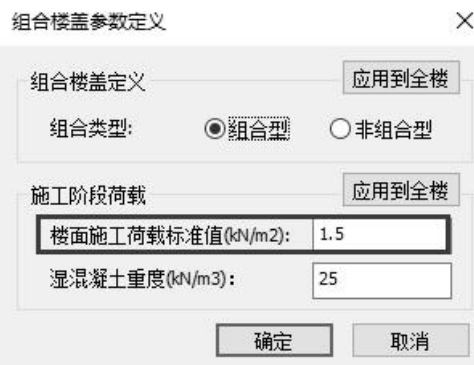 组合楼盖参数定义
组合楼盖定义 应用到全楼
组合类型: 组合型 非组合型
施工阶段荷载 应用到全楼
楼面施工荷载标准值(kN/m2): 1.5
湿混凝土重度(kN/m3): 25
确定 取消